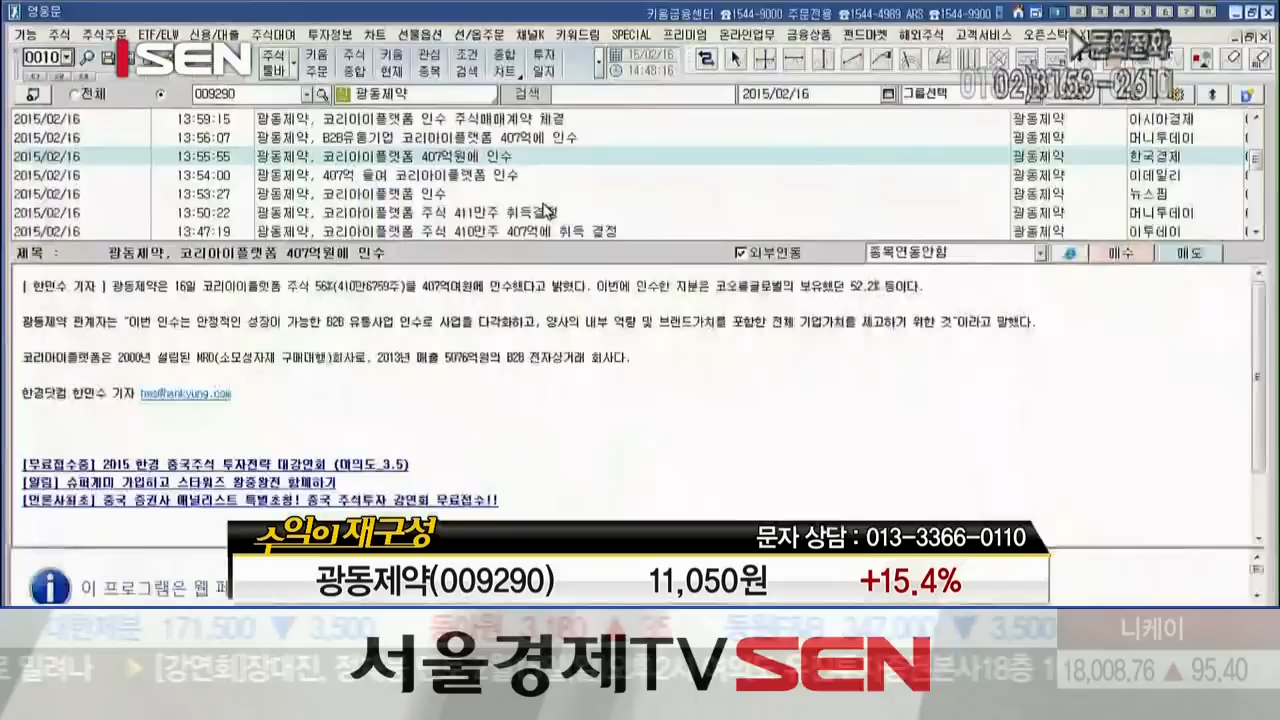 영웅문
키움금융센터 ☎1544-9000 주문전용 ☎1544-4989 ARS ☎1544-9900
기능 주식 주식주문 ETF/ELW 신용/대출 주식대여 투자정보 차트 선물옵션 선/옵주문 채널K 키워드림 SPECIAL 프리미엄 온라인업무 금융상품 펀드마켓 해외주식 고객서비스
0010
SEN
주식 키움 주식 키움 관심 조건 종합 투자
툴바 주문 종합 현재 종목 검색 차트 일지
15/02/16
14:48:16
전체 009290 광동제약 검색 2015/02/16 그룹선택
2015/02/16 13:59:15 광동제약, 코리아이플랫폼 인수 주식매매계약 체결 광동제약 아시아경제
2015/02/16 13:56:07 광동제약, B2B유통기업 코리아이플랫폼 407억에 인수 광동제약 머니투데이
2015/02/16 13:55:55 광동제약, 코리아이플랫폼 407억원에 인수 광동제약 한국경제
2015/02/16 13:54:00 광동제약, 407억 들여 코리아이플랫폼 인수 광동제약 이데일리
2015/02/16 13:53:27 광동제약, 코리아이플랫폼 인수 광동제약 뉴스핌
2015/02/16 13:50:22 광동제약, 코리아이플랫폼 주식 411만주 취득결정 광동제약 머니투데이
2015/02/16 13:47:19 광동제약, 코리아이플랫폼 주식 410만주 407억에 취득 결정 광동제약 이투데이
제목 : 광동제약, 코리아이플랫폼 407억원에 인수 외부연동 종목연동안함 매수 매도
[ 한민수 기자 ] 광동제약은 16일 코리아이플랫폼 주식 56%(410만6759주)를 407억여원에 인수했다고 밝혔다. 이번에 인수한 지분은 코오롱글로벌의 보유했던 52.2% 등이다.
광동제약 관계자는 "이번 인수는 안정적인 성장이 가능한 B2B 유통사업 인수로 사업을 다각화하고, 양사의 내부 역량 및 브랜드가치를 포함한 전체 기업가치를 제고하기 위한 것"이라고 말했다.
코리아이플랫폼은 2000년 설립된 MRO(소모성자재 구매대행)회사로, 2013년 매출 5076억원의 B2B 전자상거래 회사다.
한경닷컴 한민수 기자 hms@hankyung.com
[무료접수중] 2015 한경 중국주식 투자전략 대강연회 (여의도_3.5)
[알림] 슈퍼개미 가입하고 스타워즈 왕중왕전 함께하기
[언론사최초] 중국 증권사 애널리스트 특별초청! 중국 주식투자 강연회 무료접수!!
수익의 재구성 문자 상담 : 013-3366-0110
이 프로그램은 웹 페
광동제약(009290) 11,050원 +15.4%
171,500 ▼ 3,500
니케이
서울경제TV SEN
18,008.76 ▲ 95.40